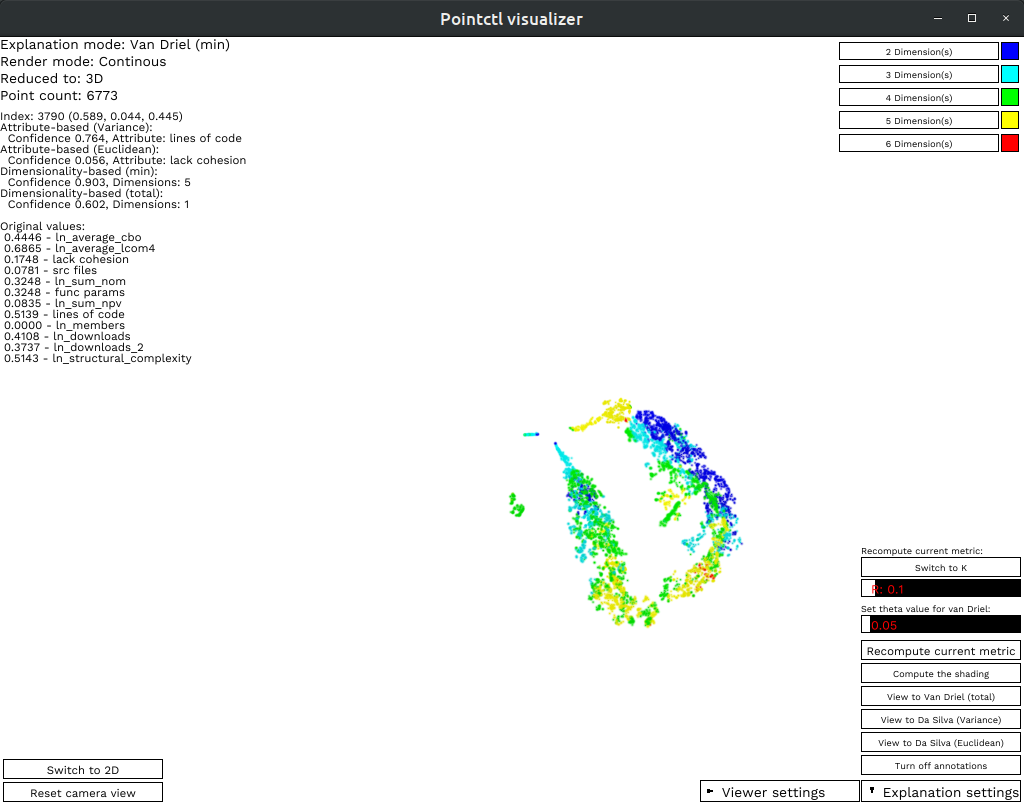 Pointctl visualizer
Explanation mode: Van Driel (min)
Render mode: Continous
Reduced to: 3D
Point count: 6773
Index: 3790 (0.589, 0.044, 0.445)
Attribute-based (Variance):
Confidence 0.764, Attribute: lines of code
Attribute-based (Euclidean):
Confidence 0.056, Attribute: lack cohesion
Dimensionality-based (min):
Confidence 0.903, Dimensions: 5
Dimensionality-based (total):
Confidence 0.602, Dimensions: 1
Original values:
0.4446 - ln_average_cbo
0.6865 - ln_average_lcom4
0.1748 - lack cohesion
0.0781 - src files
0.3248 - ln_sum_nom
0.3248 - func params
0.0835 - ln_sum_npv
0.5139 - lines of code
0.0000 - ln_members
0.4108 - ln_downloads
0.3737 - ln_downloads_2
0.5143 - ln_structural_complexity
2 Dimension(s)
3 Dimension(s)
4 Dimension(s)
5 Dimension(s)
6 Dimension(s)
Recompute current metric:
Switch to K
R: 0.1
Set theta value for van Driel:
0.05
Recompute current metric
Compute the shading
View to Van Driel (total)
View to Da Silva (Variance)
View to Da Silva (Euclidean)
Turn off annotations
Switch to 2D
Reset camera view
Viewer settings
Explanation settings